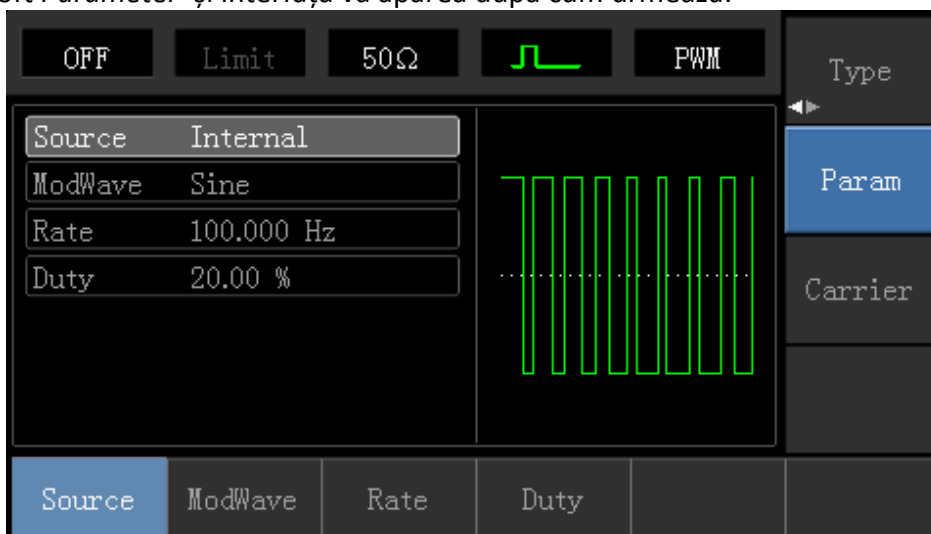 Parameter și interfața va apărea după cum urmează:
OFF Limit 50Ω PWM Type
Source Internal
ModWave Sine
Rate 100.000 Hz
Duty 20.00 %
Param
Carrier
Source ModWave Rate Duty